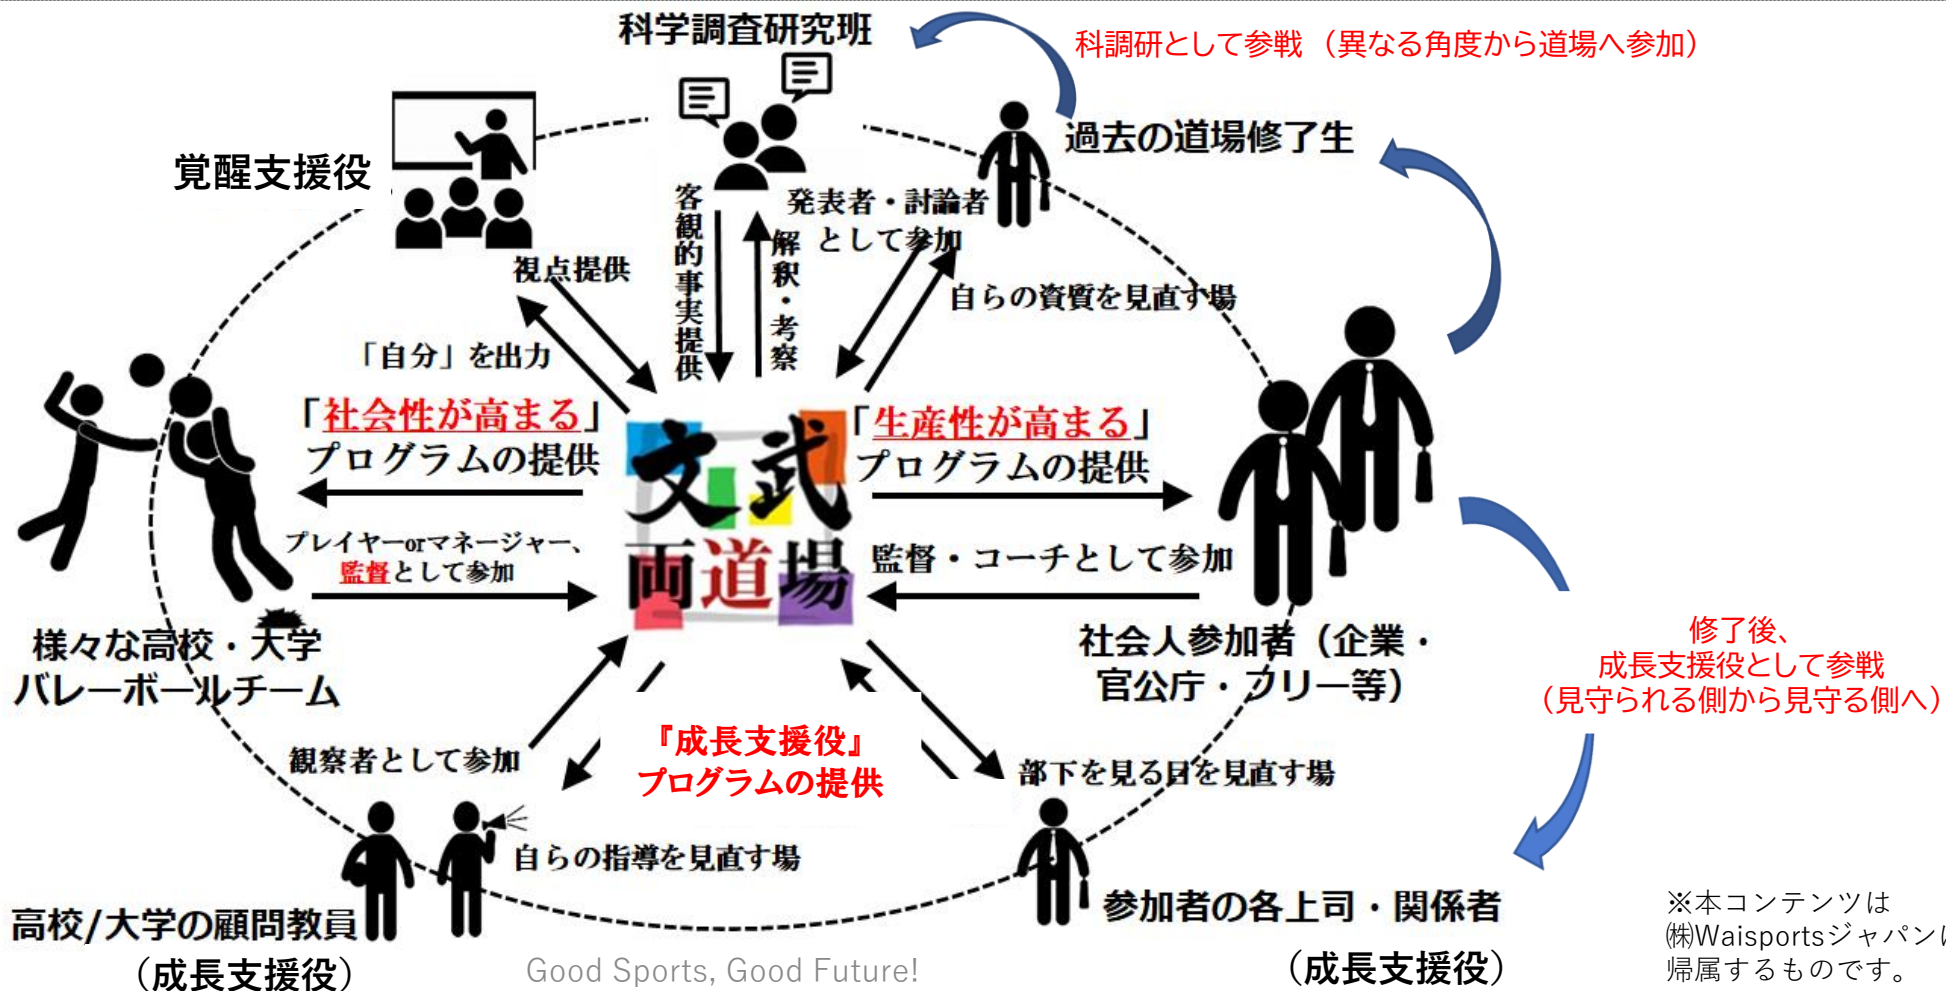 科学調査研究班
科調研として参戦（異なる角度から道場へ参加）
過去の道場修了生
覚醒支援役
客観的事実提供
解釈・考察
発表者・討論者
として参加
視点提供
自らの資質を見直す場
「自分」を出力
「社会性が高まる」
プログラムの提供
「生産性が高まる」
プログラムの提供
文武
両道場
プレイヤーorマネージャー、
監督として参加
監督・コーチとして参加
様々な高校・大学
バレーボールチーム
社会人参加者（企業・
官公庁・フリー等）
修了後、
成長支援役として参戦
（見守られる側から見守る側へ）
観察者として参加
『成長支援役』
プログラムの提供
部下を見る目を見直す場
自らの指導を見直す場
高校/大学の顧問教員
（成長支援役）
参加者の各上司・関係者
（成長支援役）
Good Sports, Good Future!
※本コンテンツは
㈱Waisportsジャパンに
帰属するものです。